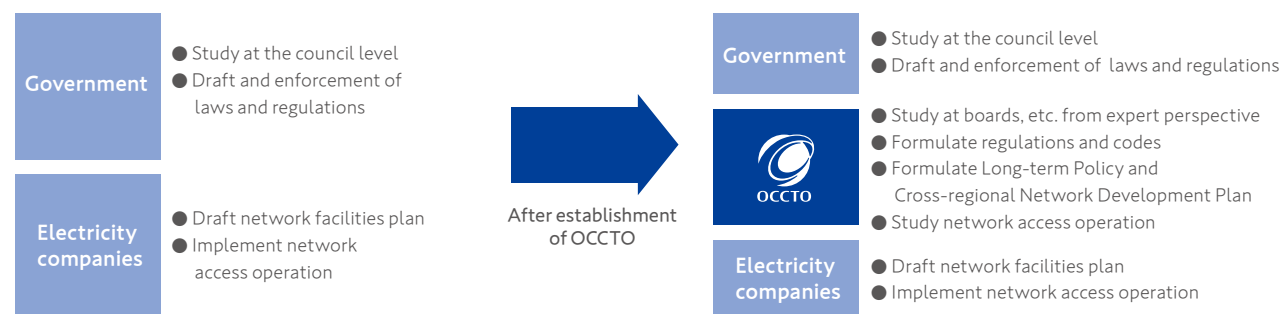 Government
● Study at the council level
● Draft and enforcement of
laws and regulations
Electricity
companies
● Draft network facilities plan
● Implement network
access operation
After establishment
of OCCTO
Government
● Study at the council level
● Draft and enforcement of laws and regulations
OCCTO
● Study at boards, etc. from expert perspective
● Formulate regulations and codes
● Formulate Long-term Policy and
Cross-regional Network Development Plan
● Study network access operation
Electricity
companies
● Draft network facilities plan
● Implement network access operation